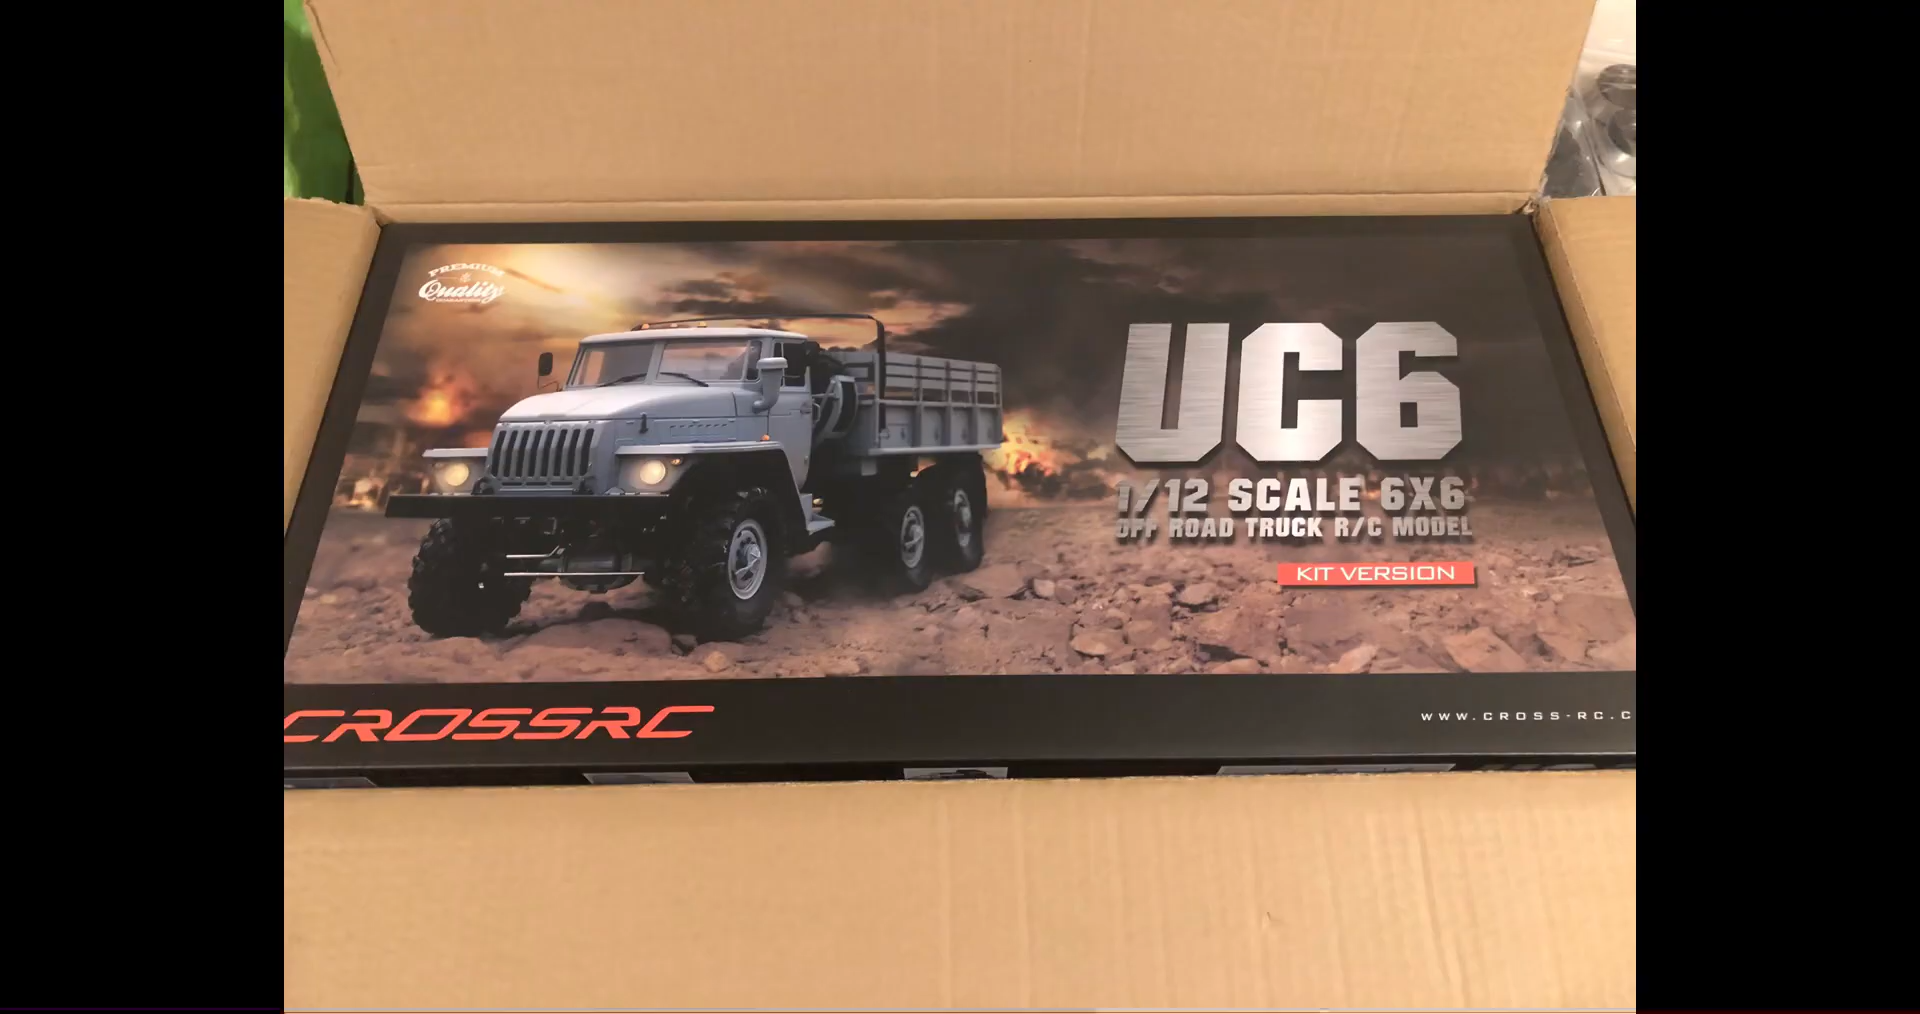 PREMIUM
Quality
UC6
1/12 SCALE 6X6
OFF ROAD TRUCK R/C MODEL
KIT VERSION
CROSSRC
WWW.CROSS-RC.C